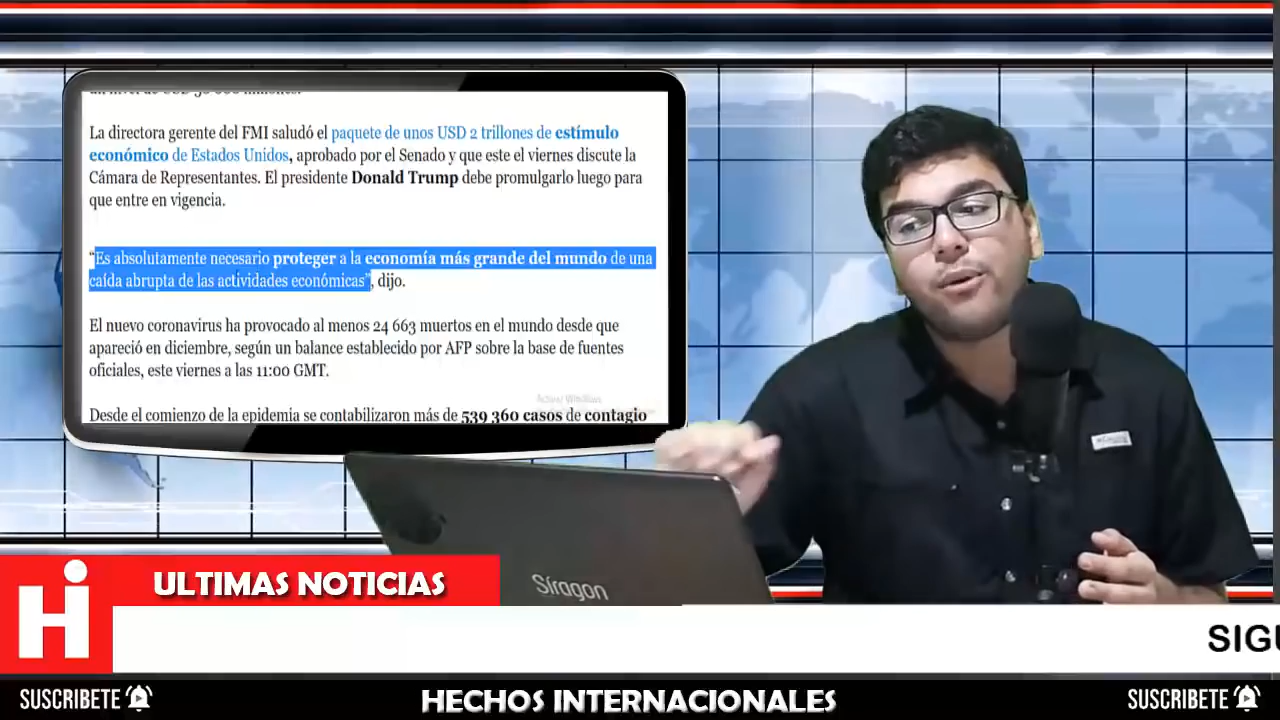 La directora gerente del FMI saludó el paquete de unos USD 2 trillones de estímulo
económico de Estados Unidos, aprobado por el Senado y que este el viernes discute la
Cámara de Representantes. El presidente Donald Trump debe promulgarlo luego para
que entre en vigencia.
“Es absolutamente necesario proteger a la economía más grande del mundo de una
caída abrupta de las actividades económicas”, dijo.
El nuevo coronavirus ha provocado al menos 24 663 muertos en el mundo desde que
apareció en diciembre, según un balance establecido por AFP sobre la base de fuentes
oficiales, este viernes a las 11:00 GMT.
Desde el comienzo de la epidemia se contabilizaron más de 539 360 casos de contagio
Síragon
Hi ULTIMAS NOTICIAS
SIGU
SUSCRIBETE HECHOS INTERNACIONALES SUSCRIBETE